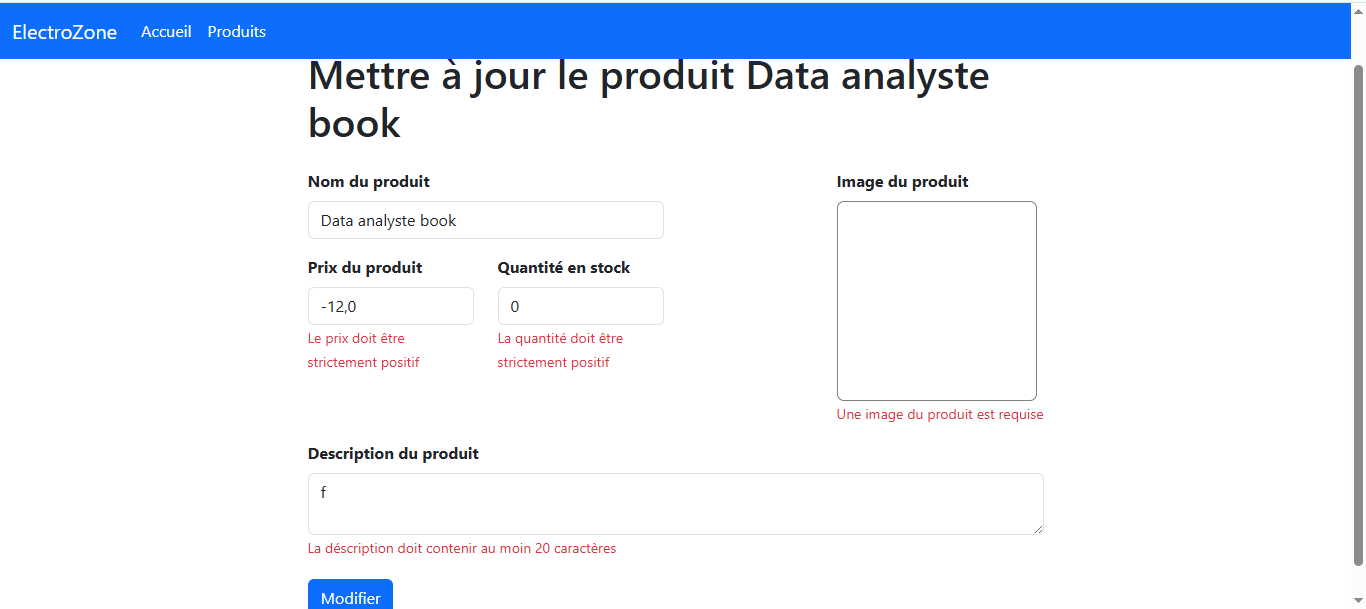 ElectroZone Accueil Produits
Mettre à jour le produit Data analyste
book
Nom du produit
Data analyste book
Prix du produit
-12,0
Le prix doit être
strictement positif
Quantité en stock
0
La quantité doit être
strictement positif
Image du produit
Une image du produit est requise
Description du produit
f
La déscription doit contenir au moin 20 caractères
Modifier